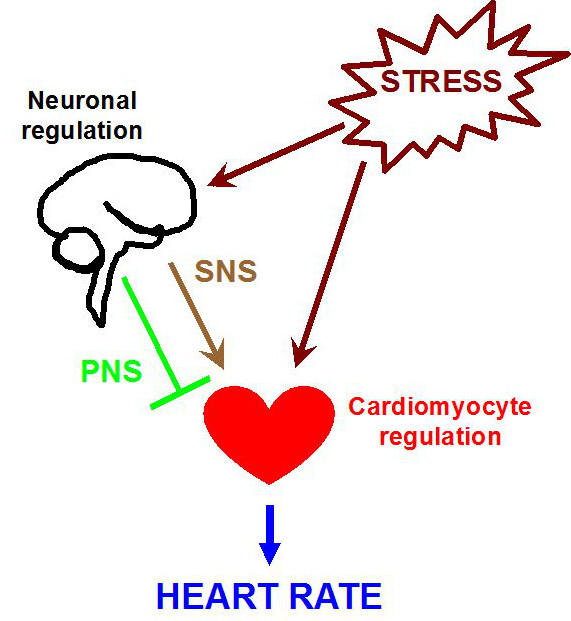 STRESS
Neuronal
regulation
SNS
PNS
Cardiomyocyte
regulation
HEART RATE